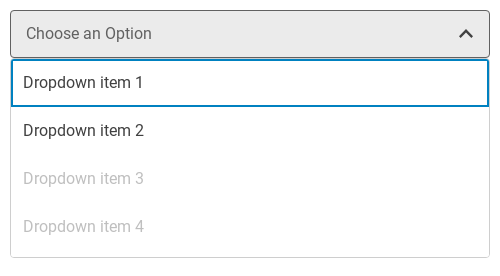 Choose an Option
Dropdown item 1
Dropdown item 2
Dropdown item 3
Dropdown item 4